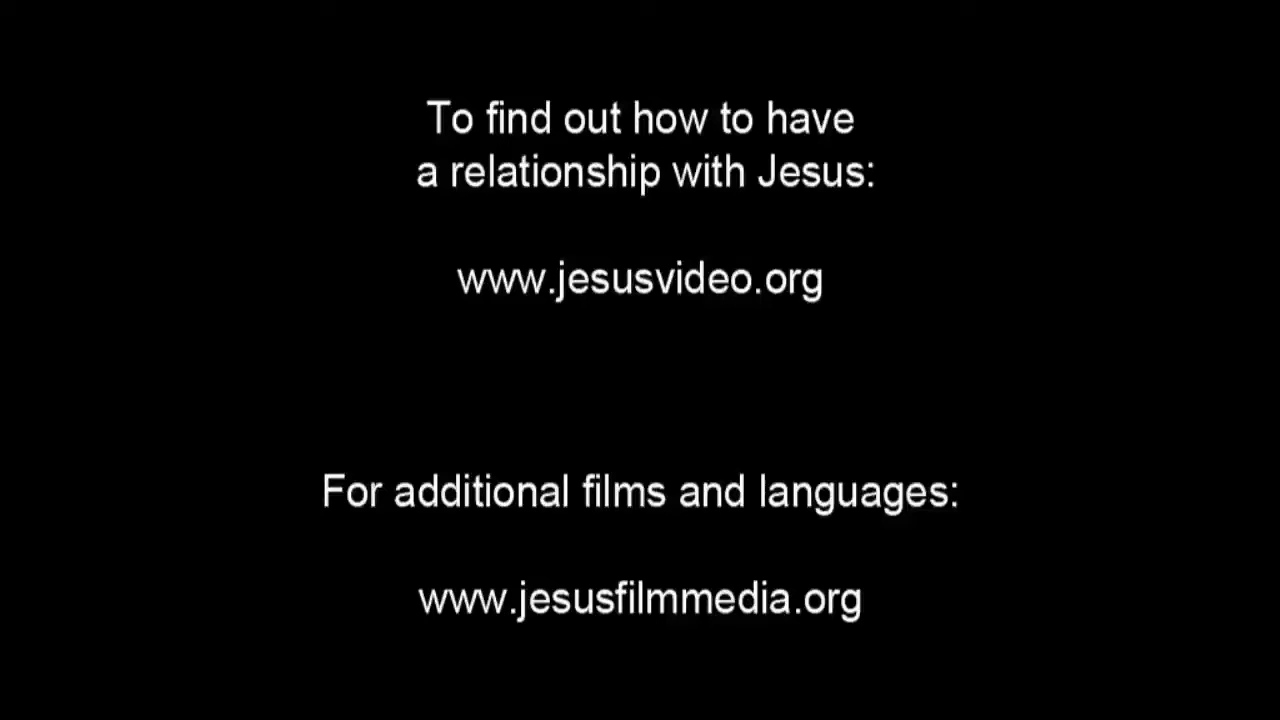 To find out how to have
a relationship with Jesus:
www.jesusvideo.org
For additional films and languages:
www.jesusfilmmedia.org